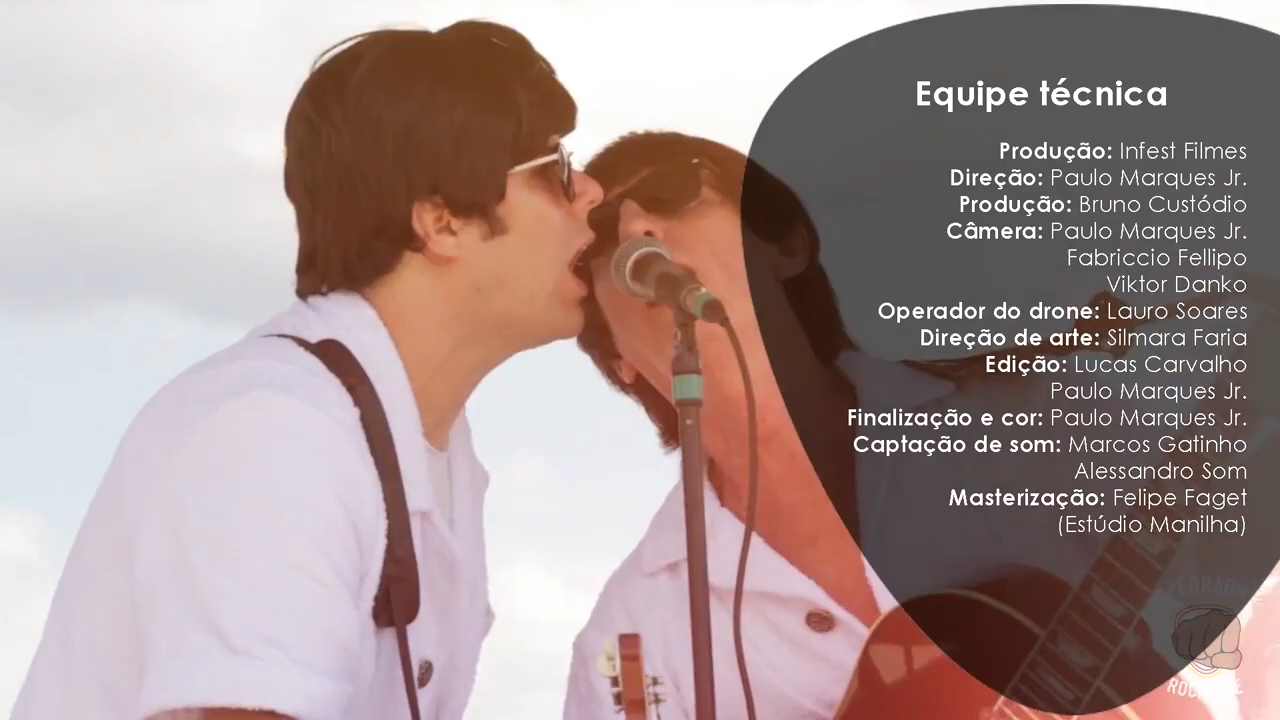 Equipe técnica
Produção: Infest Filmes
Direção: Paulo Marques Jr.
Produção: Bruno Custódio
Câmera: Paulo Marques Jr.
Fabriccio Fellipo
Viktor Danko
Operador do drone: Lauro Soares
Direção de arte: Silmara Faria
Edição: Lucas Carvalho
Paulo Marques Jr.
Finalização e cor: Paulo Marques Jr.
Captação de som: Marcos Gatinho
Alessandro Som
Masterização: Felipe Faget
(Estúdio Manilha)